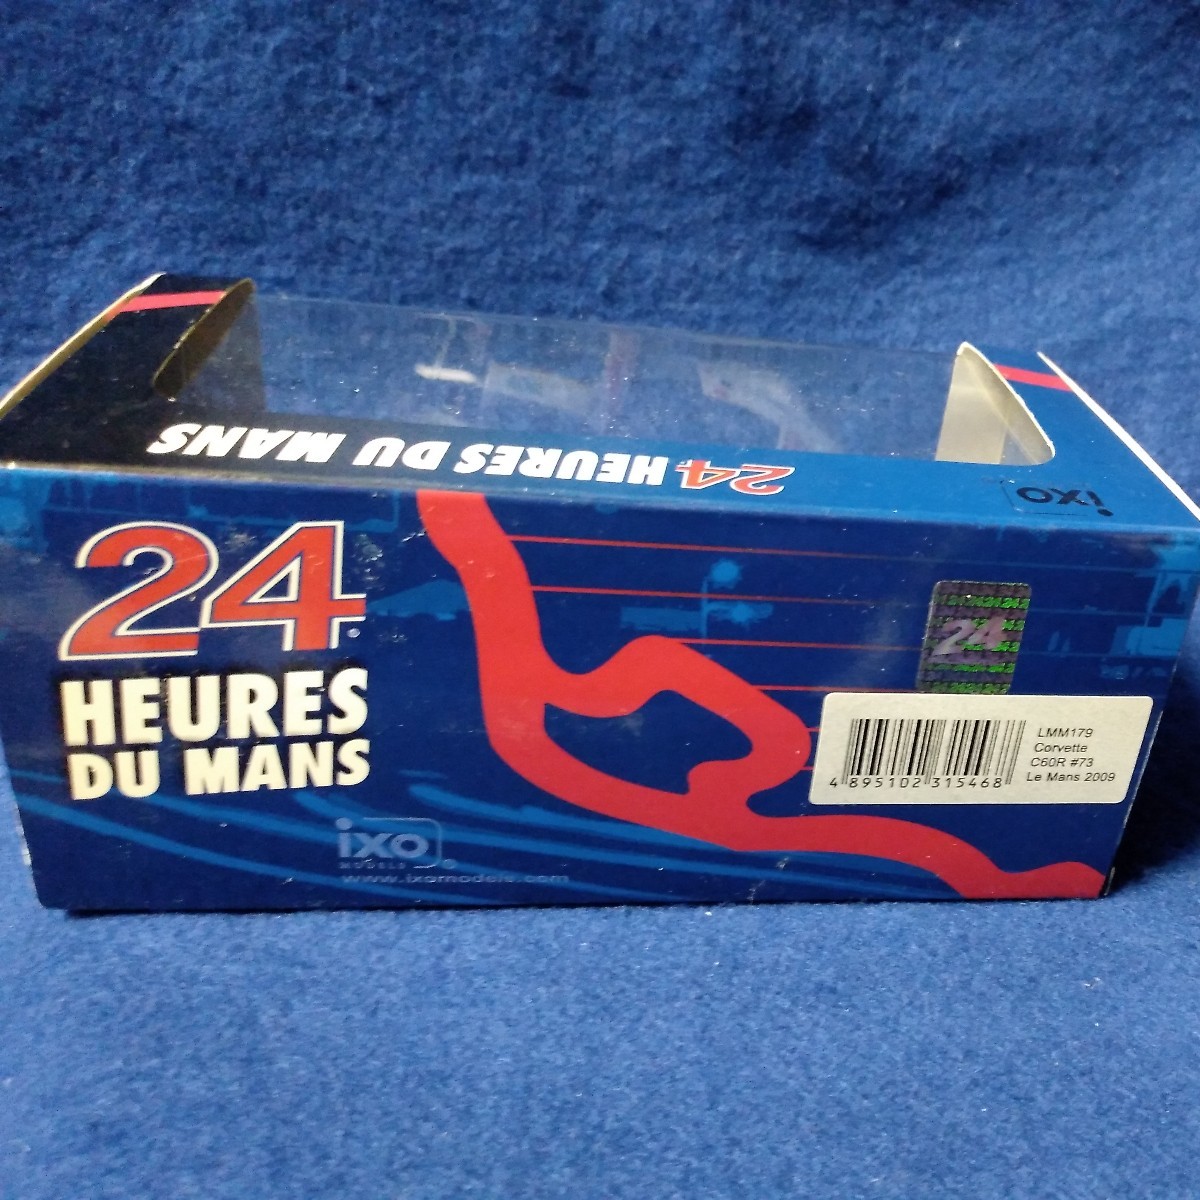 24 HEURES DU MANS
ixo
24
HEURES
DU MANS
ixo
MODELS
www.ixomodels.com
24
4 895102 315468
LMM179
Corvette
C60R #73
Le Mans 2009